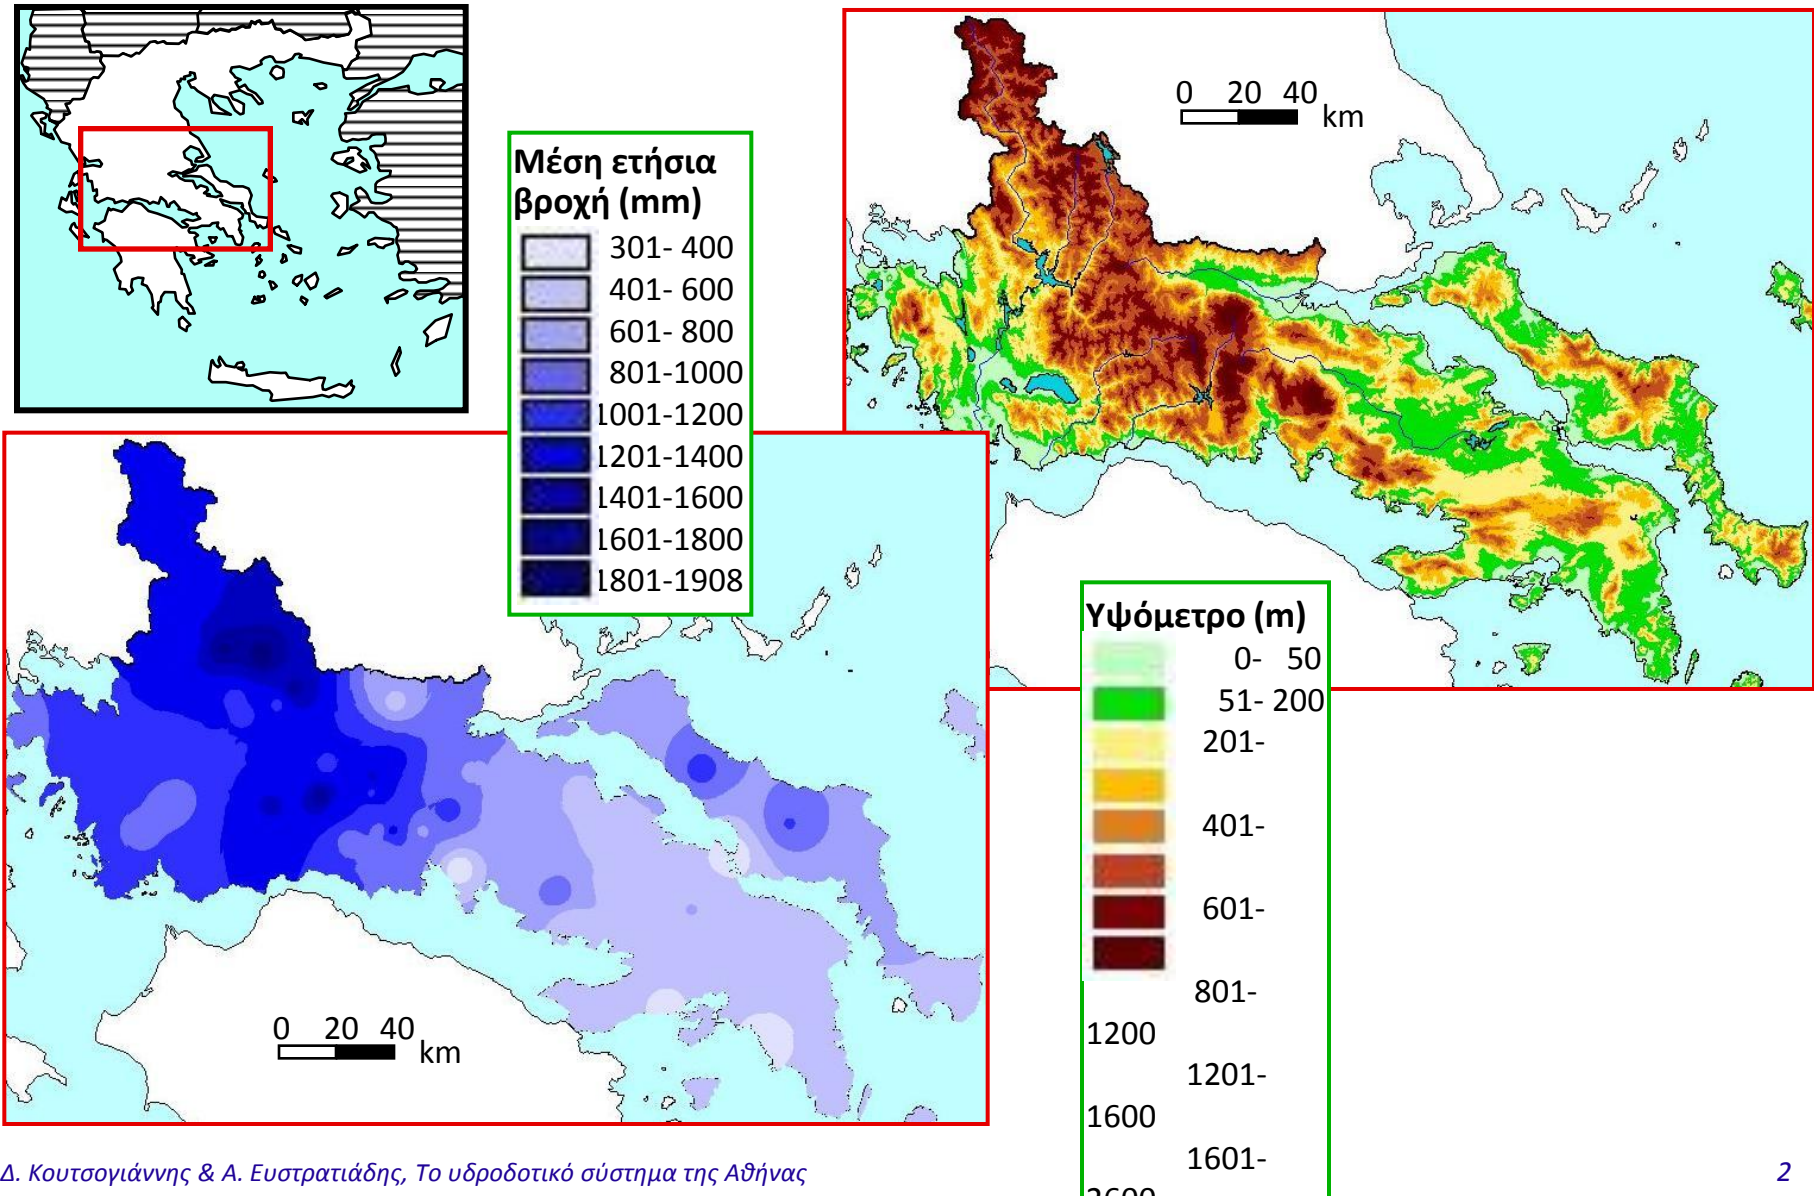 0 20 40
km
Μέση ετήσια
βροχή (mm)
301- 400
401- 600
601- 800
801-1000
1001-1200
1201-1400
1401-1600
1601-1800
1801-1908
Υψόμετρο (m)
0- 50
51- 200
201-
401-
601-
801-
1200
1201-
1600
1601-
2600
0 20 40
km
Δ. Κουτσογιάννης & Α. Ευστρατιάδης, Το υδροδοτικό σύστημα της Αθήνας
2